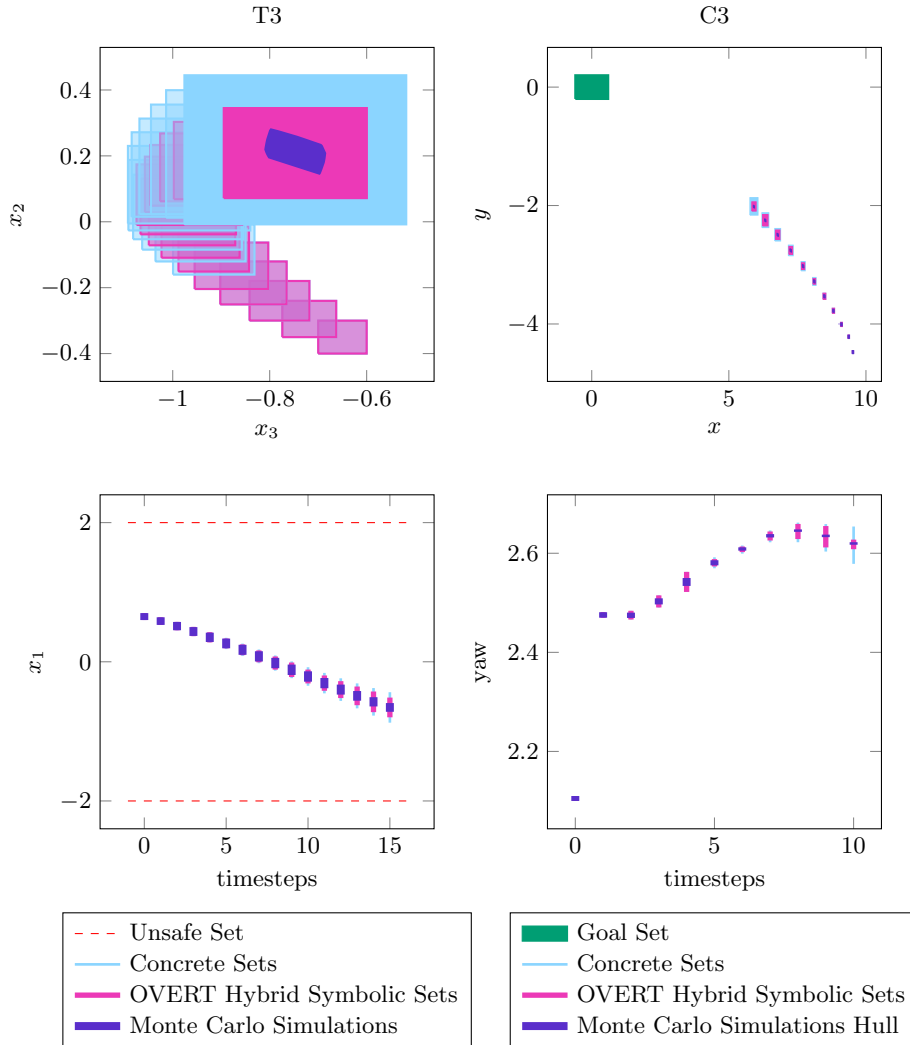 T3
C3
0.4
0.2
0
−0.2
−0.4
x2
−1
−0.8
−0.6
x3
0
−2
−4
y
0
5
10
x
2
0
−2
x1
0
5
10
15
timesteps
2.6
2.4
2.2
yaw
0
5
10
timesteps
Unsafe Set
Concrete Sets
OVERT Hybrid Symbolic Sets
Monte Carlo Simulations
Goal Set
Concrete Sets
OVERT Hybrid Symbolic Sets
Monte Carlo Simulations Hull